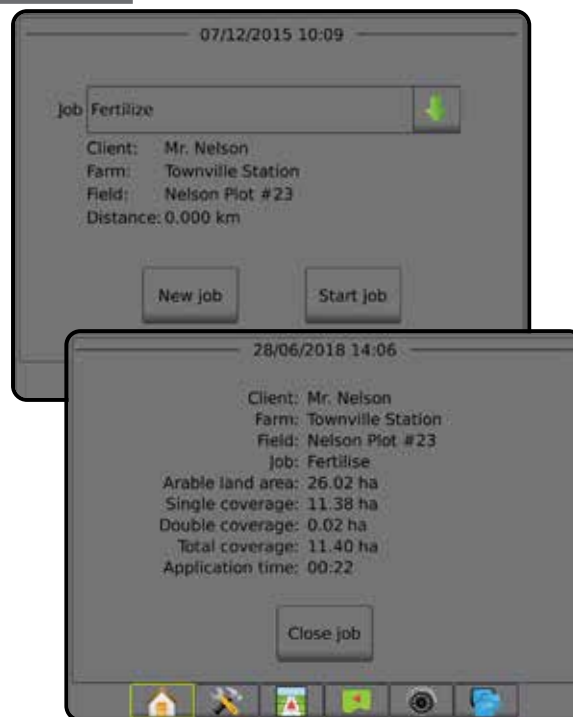 07/12/2015 10:09
Job Fertilize
Client: Mr. Nelson
Farm: Townville Station
Field: Nelson Plot #23
Distance: 0.000 km
New job Start job
28/06/2018 14:06
Client: Mr. Nelson
Farm: Townville Station
Field: Nelson Plot #23
Job: Fertilise
Arable land area: 26.02 ha
Single coverage: 11.38 ha
Double coverage: 0.02 ha
Total coverage: 11.40 ha
Application time: 00:22
Close job